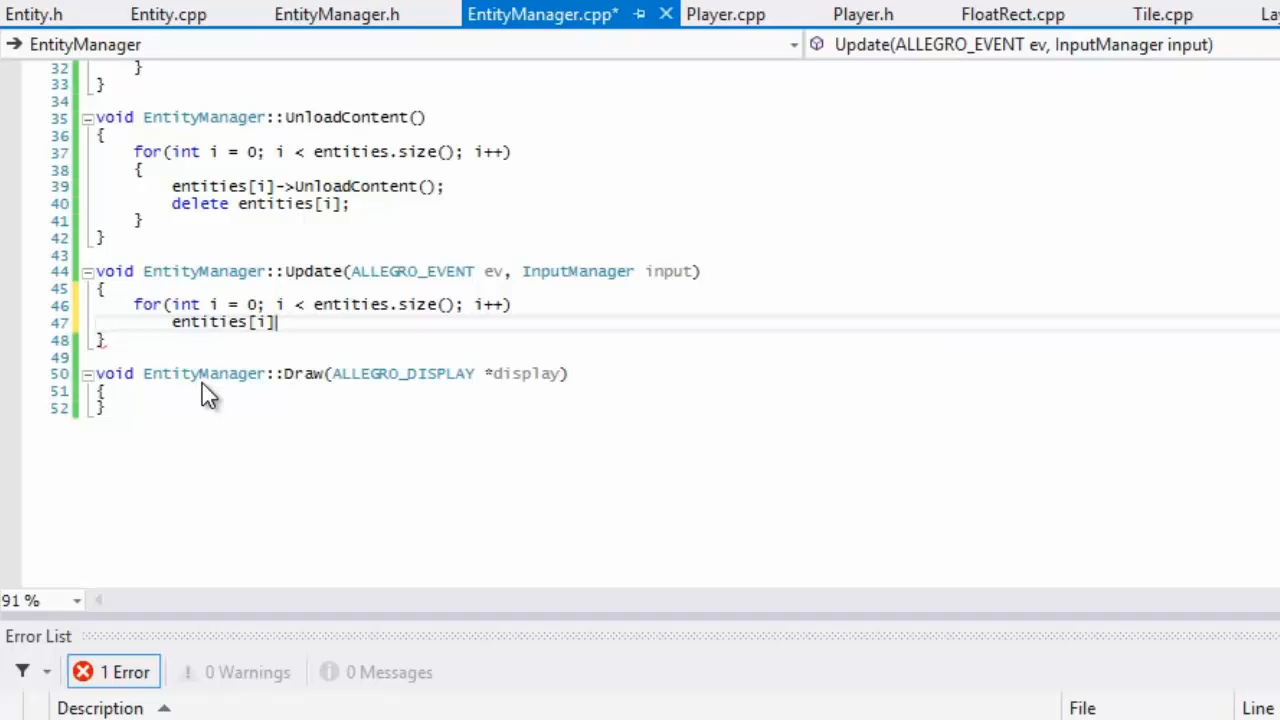 Entity.h Entity.cpp EntityManager.h EntityManager.cpp* Player.cpp Player.h FloatRect.cpp Tile.cpp La
EntityManager Update(ALLEGRO_EVENT ev, InputManager input)
32 }
33 }
34
35 void EntityManager::UnloadContent()
36 {
37 for(int i = 0; i < entities.size(); i++)
38 {
39 entities[i]->UnloadContent();
40 delete entities[i];
41 }
42 }
43
44 void EntityManager::Update(ALLEGRO_EVENT ev, InputManager input)
45 {
46 for(int i = 0; i < entities.size(); i++)
47 entities[i]
48 }
49
50 void EntityManager::Draw(ALLEGRO_DISPLAY *display)
51 {
52 }
91 %
Error List
1 Error 0 Warnings 0 Messages
Description File Line